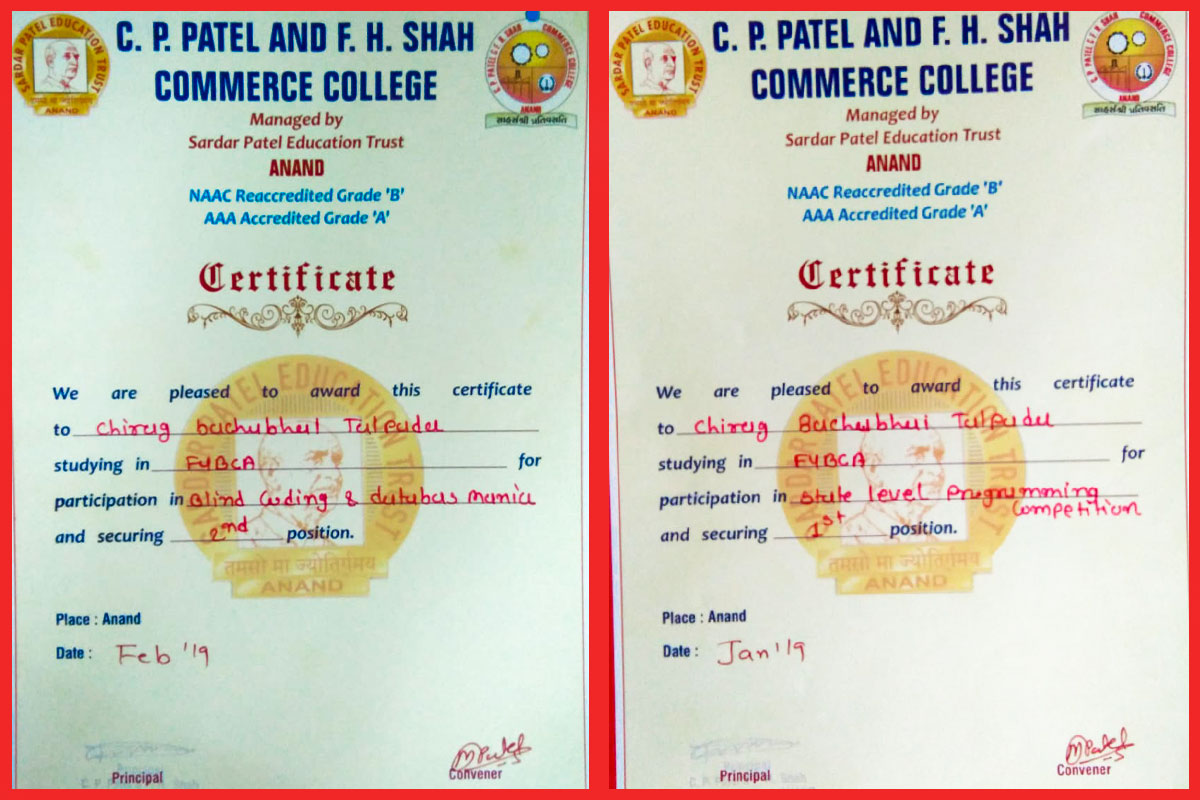 SARDAR PATEL EDUCATION TRUST
तमसो मा ज्योतिर्गमय
ANAND
C. P. PATEL AND F. H. SHAH
COMMERCE COLLEGE
C P PATEL & F H SHAH COMMERCE COLLEGE
ANAND
Managed by
Sardar Patel Education Trust
ANAND
NAAC Reaccredited Grade 'B'
AAA Accredited Grade 'A'
Certificate
SARDAR PATEL EDUCATION TRUST
We are pleased to award this certificate
to Chirag bachubhai Talpada
studying in FYBCA for
participation in Blind Coding & databas mania
and securing 2nd position.
तमसो मा ज्योतिर्गमय
ANAND
Place : Anand
Date : Feb '19
Principal
Convener
SARDAR PATEL EDUCATION TRUST
तमसो मा ज्योतिर्गमय
ANAND
C. P. PATEL AND F. H. SHAH
COMMERCE COLLEGE
C P PATEL & F H SHAH COMMERCE COLLEGE
ANAND
Managed by
Sardar Patel Education Trust
ANAND
NAAC Reaccredited Grade 'B'
AAA Accredited Grade 'A'
Certificate
SARDAR PATEL EDUCATION TRUST
We are pleased to award this certificate
to Chirag Bachubhai Talpada
studying in FYBCA for
participation in State level programming
Competition
and securing 1st position.
तमसो मा ज्योतिर्गमय
ANAND
Place : Anand
Date : Jan '19
Principal
Convener